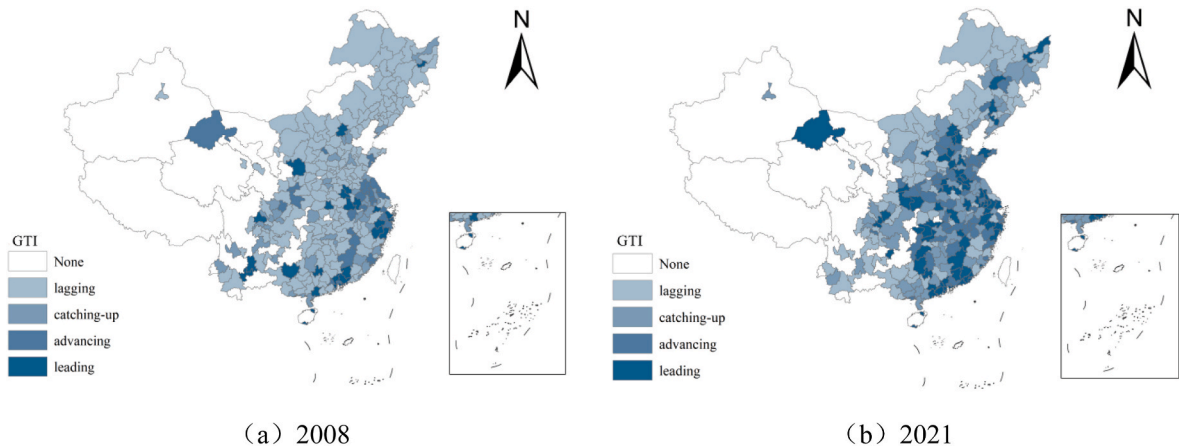 N
GTI
None
lagging
catching-up
advancing
leading
(a) 2008
N
GTI
None
lagging
catching-up
advancing
leading
(b) 2021